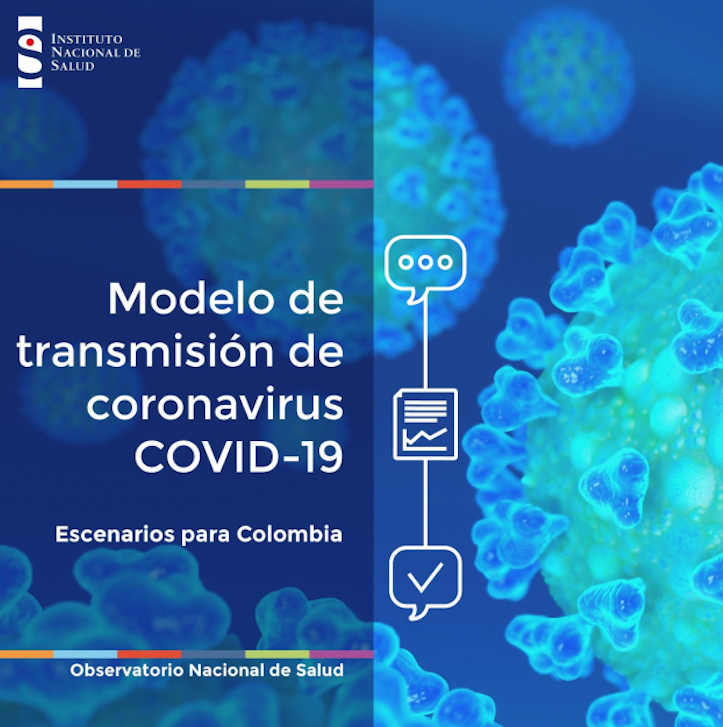 INSTITUTO
NACIONAL DE
SALUD
Modelo de
transmisión de
coronavirus
COVID-19
Escenarios para Colombia
Observatorio Nacional de Salud